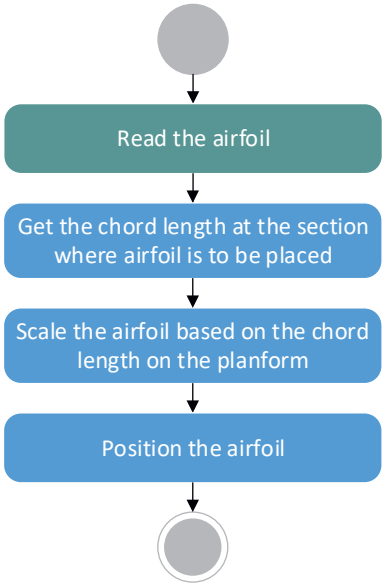 Read the airfoil
Get the chord length at the section
where airfoil is to be placed
Scale the airfoil based on the chord
length on the planform
Position the airfoil